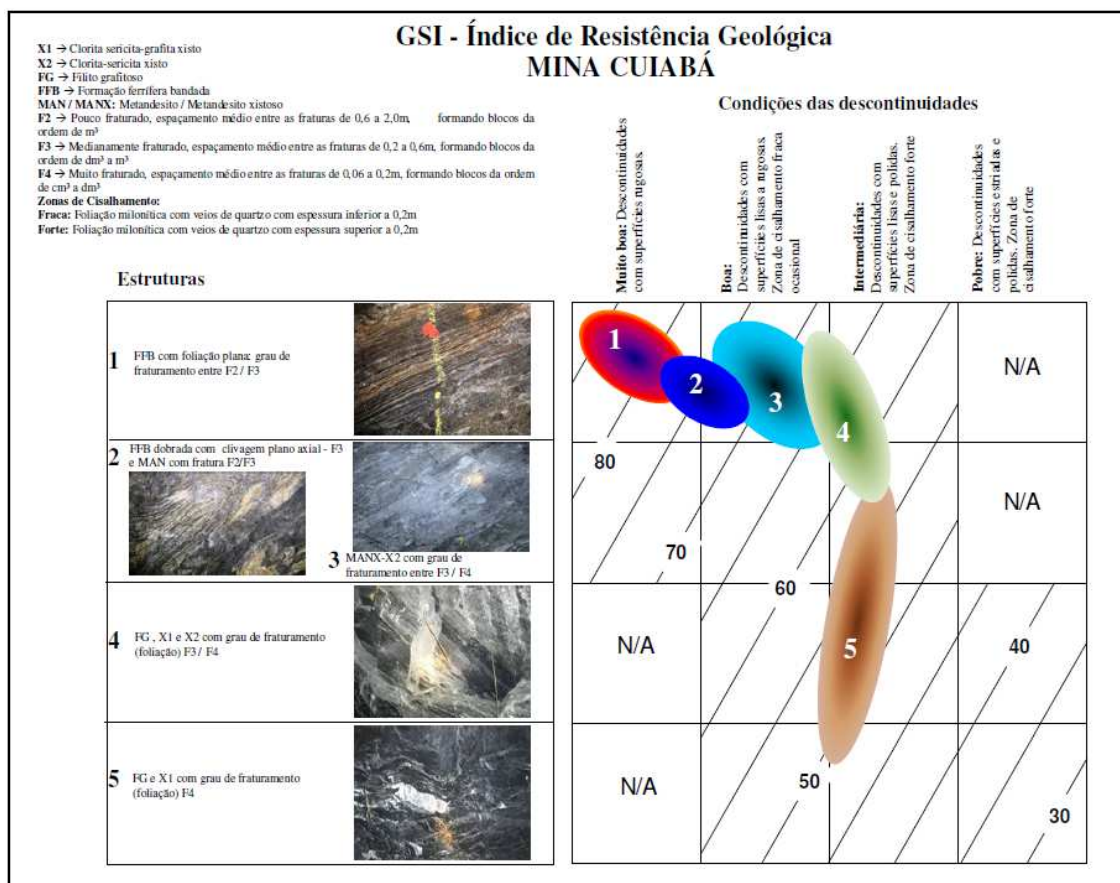 GSI - Índice de Resistência Geológica
MINA CUIABÁ
X1 → Clorita sericita-grafita xisto
X2 → Clorita-sericita xisto
FG → Filito grafitoso
FFB → Formação ferrífera bandada
MAN / MANX: Metandesito / Metandesito xistoso
F2 → Pouco fraturado, espaçamento médio entre as fraturas de 0,6 a 2,0m, formando blocos da
ordem de m³
F3 → Medianamente fraturado, espaçamento médio entre as fraturas de 0,2 a 0,6m, formando blocos da
ordem de dm³ a m³
F4 → Muito fraturado, espaçamento médio entre as fraturas de 0,06 a 0,2m, formando blocos da ordem
de cm³ a dm³
Zonas de Cisalhamento:
Fraca: Foliação milonítica com veios de quartzo com espessura inferior a 0,2m
Forte: Foliação milonítica com veios de quartzo com espessura superior a 0,2m
Condições das descontinuidades
Muito boa: Descontinuidades
com superfícies rugosas.
Boa:
Descontinuidades com
superfícies lisas a rugosas.
Zona de cisalhamento fraca
ocasional
Intermediária:
Descontinuidades com
superfícies lisas e polidas.
Zona de cisalhamento forte
Pobre: Descontinuidades
com superfícies estriadas e
polidas. Zona de
cisalhamento forte
Estruturas
1 FFB com foliação plana: grau de
fraturamento entre F2 / F3
2 FFB dobrada com clivagem plano axial - F3
e MAN com fratura F2/F3
3 MANX-X2 com grau de
fraturamento entre F3 / F4
4 FG , X1 e X2 com grau de fraturamento
(foliação) F3 / F4
5 FG e X1 com grau de fraturamento
(foliação) F4
1
2
3
4
N/A
80
N/A
70
60
N/A
5
40
N/A
50
30